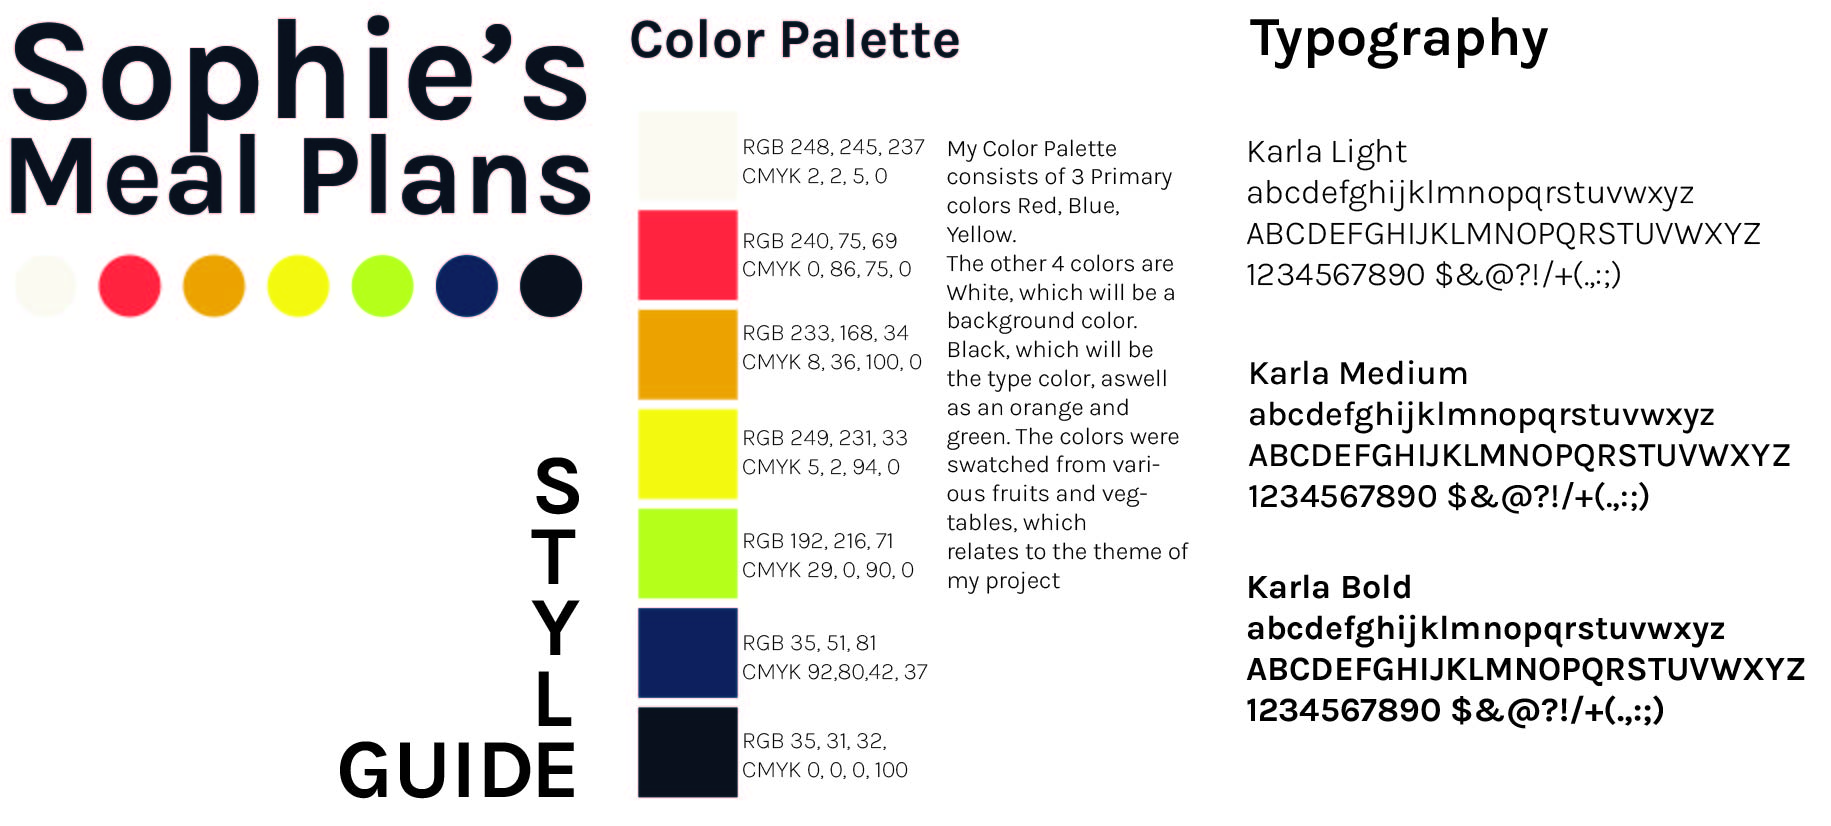 Sophie's
Meal Plans
STYLE
GUIDE
Color Palette
RGB 248, 245, 237
CMYK 2, 2, 5, 0
RGB 240, 75, 69
CMYK 0, 86, 75, 0
RGB 233, 168, 34
CMYK 8, 36, 100, 0
RGB 249, 231, 33
CMYK 5, 2, 94, 0
RGB 192, 216, 71
CMYK 29, 0, 90, 0
RGB 35, 51, 81
CMYK 92,80,42, 37
RGB 35, 31, 32,
CMYK 0, 0, 0, 100
My Color Palette
consists of 3 Primary
colors Red, Blue,
Yellow.
The other 4 colors are
White, which will be a
background color.
Black, which will be
the type color, aswell
as an orange and
green. The colors were
swatched from vari-
ous fruits and veg-
tables, which
relates to the theme of
my project
Typography
Karla Light
abcdefghijklmnopqrstuvwxyz
ABCDEFGHIJKLMNOPQRSTUVWXYZ
1234567890 $&@?!/+(.,:;)
Karla Medium
abcdefghijklmnopqrstuvwxyz
ABCDEFGHIJKLMNOPQRSTUVWXYZ
1234567890 $&@?!/+(.,:;)
Karla Bold
abcdefghijklmnopqrstuvwxyz
ABCDEFGHIJKLMNOPQRSTUVWXYZ
1234567890 $&@?!/+(.,:;)